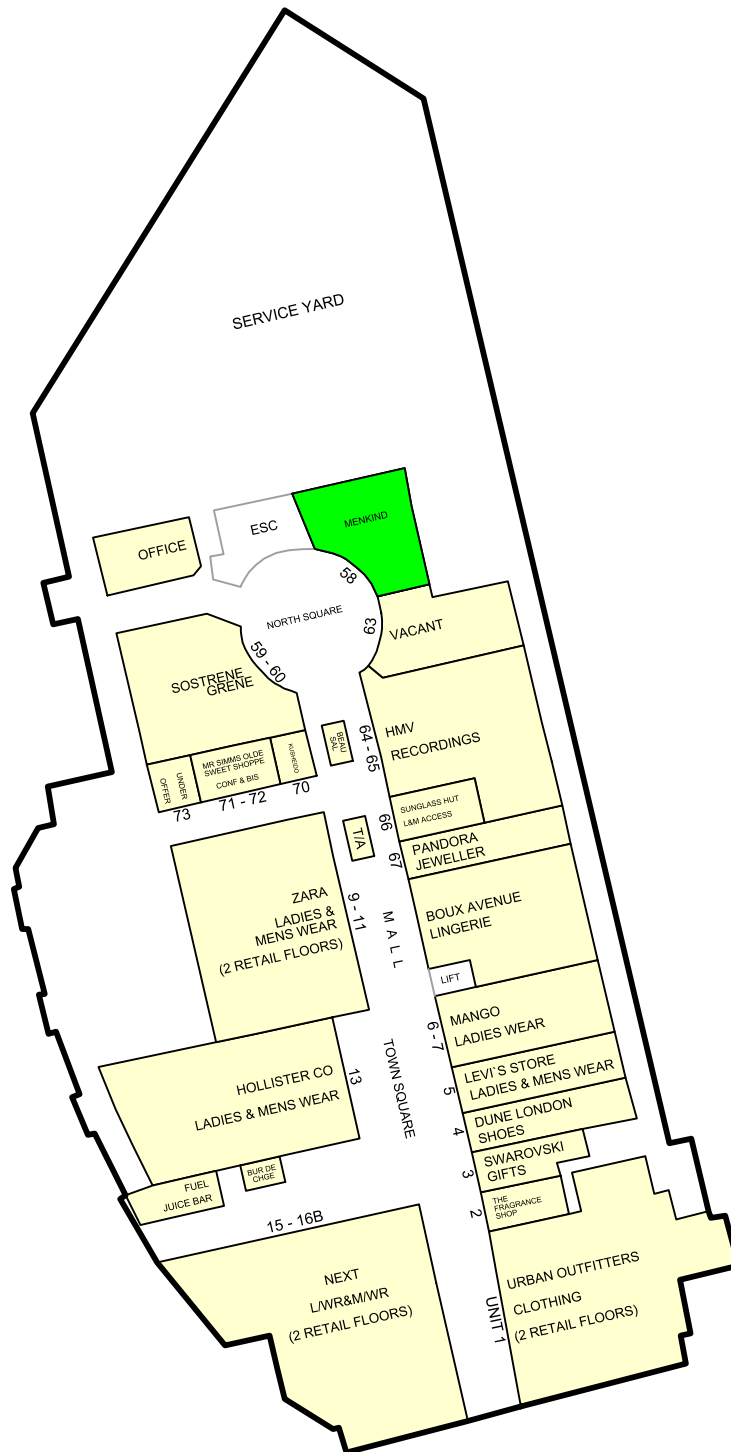 SERVICE YARD
MENKIND
ESC
OFFICE
58
NORTH SQUARE
63
VACANT
59 - 60
SOSTRENE
GRENE
HMV
RECORDINGS
64 - 65
BEAU
SAL
KUSHEIDO
MR SIMMS OLDE
SWEET SHOPPE
CONF & BIS
UNDER
OFFER
70
71 - 72
73
SUNGLASS HUT
L&M ACCESS
66
T/A
67
PANDORA
JEWELLER
ZARA
LADIES &
MENS WEAR
(2 RETAIL FLOORS)
9 - 11
MALL
BOUX AVENUE
LINGERIE
LIFT
MANGO
LADIES WEAR
6 - 7
TOWN SQUARE
HOLLISTER CO
LADIES & MENS WEAR
13
LEVI`S STORE
LADIES & MENS WEAR
5
DUNE LONDON
SHOES
4
SWAROVSKI
GIFTS
3
BUR DE
CHGE
FUEL
JUICE BAR
THE
FRAGRANCE
SHOP
2
15 - 16B
NEXT
L/WR&M/WR
(2 RETAIL FLOORS)
URBAN OUTFITTERS
CLOTHING
(2 RETAIL FLOORS)
UNIT 1